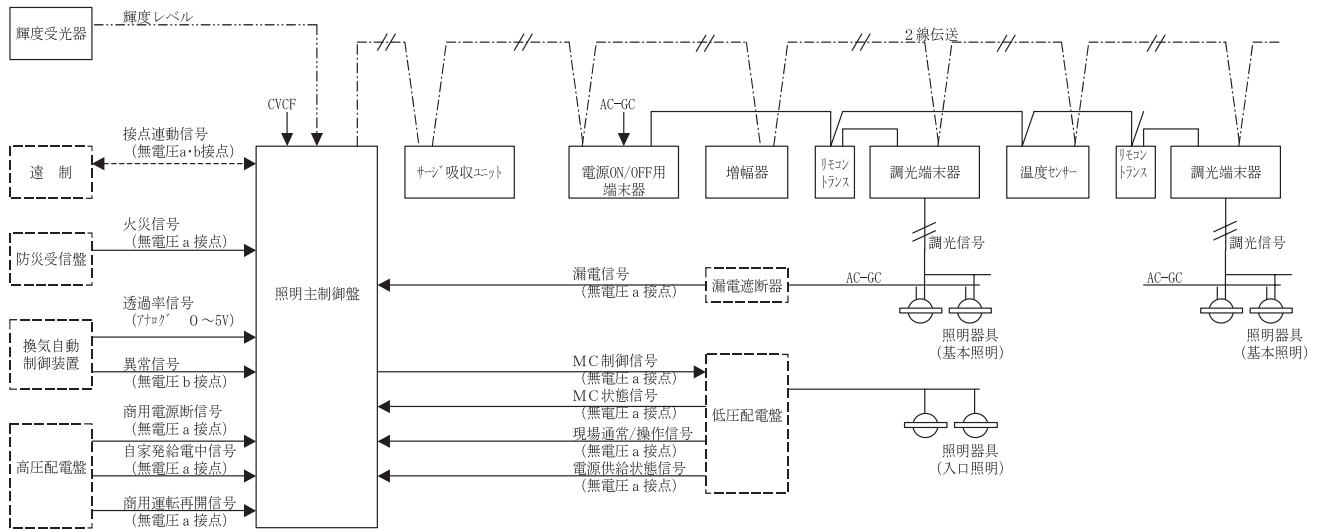 輝度受光器
輝度レベル
CVCF
２線伝送
AC-GC
遠　制
接点連動信号
(無電圧a・b接点)
防災受信盤
火災信号
(無電圧ａ接点)
換気自動
制御装置
透過率信号
(アナログ　０～5V)
異常信号
(無電圧ｂ接点)
高圧配電盤
商用電源断信号
(無電圧ａ接点)
自家発給電中信号
(無電圧ａ接点)
商用運転再開信号
(無電圧ａ接点)
照明主制御盤
サージ吸収ユニット
電源ON/OFF用
端末器
増幅器
リモコン
トランス
調光端末器
温度センサー
リモコン
トランス
調光端末器
調光信号
調光信号
漏電信号
(無電圧ａ接点)
漏電遮断器
AC-GC
AC-GC
照明器具
(基本照明)
照明器具
(基本照明)
MC制御信号
(無電圧ａ接点)
MC状態信号
(無電圧ａ接点)
現場通常/操作信号
(無電圧ａ接点)
電源供給状態信号
(無電圧ａ接点)
低圧配電盤
照明器具
(入口照明)